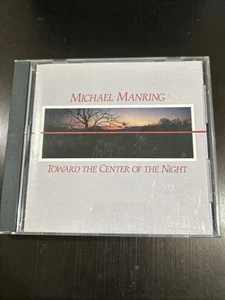 MICHAEL MANRING
TOWARD THE CENTER OF THE NIGHT